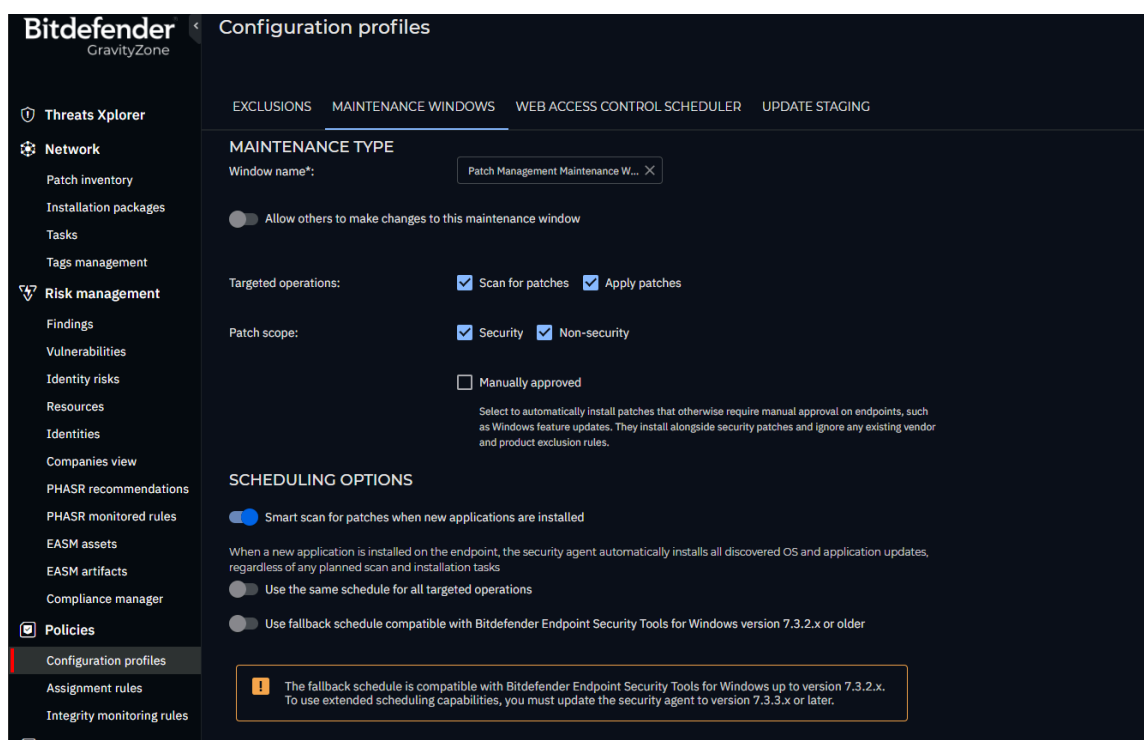 Bitdefender
GravityZone
Threats Xplorer
Network
Patch inventory
Installation packages
Tasks
Tags management
Risk management
Findings
Vulnerabilities
Identity risks
Resources
Identities
Companies view
PHASR recommendations
PHASR monitored rules
EASM assets
EASM artifacts
Compliance manager
Policies
Configuration profiles
Assignment rules
Integrity monitoring rules
Configuration profiles
EXCLUSIONS MAINTENANCE WINDOWS WEB ACCESS CONTROL SCHEDULER UPDATE STAGING
MAINTENANCE TYPE
Window name*: Patch Management Maintenance W...
Allow others to make changes to this maintenance window
Targeted operations: Scan for patches Apply patches
Patch scope: Security Non-security
Manually approved
Select to automatically install patches that otherwise require manual approval on endpoints, such
as Windows feature updates. They install alongside security patches and ignore any existing vendor
and product exclusion rules.
SCHEDULING OPTIONS
Smart scan for patches when new applications are installed
When a new application is installed on the endpoint, the security agent automatically installs all discovered OS and application updates,
regardless of any planned scan and installation tasks
Use the same schedule for all targeted operations
Use fallback schedule compatible with Bitdefender Endpoint Security Tools for Windows version 7.3.2.x or older
The fallback schedule is compatible with Bitdefender Endpoint Security Tools for Windows up to version 7.3.2.x.
To use extended scheduling capabilities, you must update the security agent to version 7.3.3.x or later.